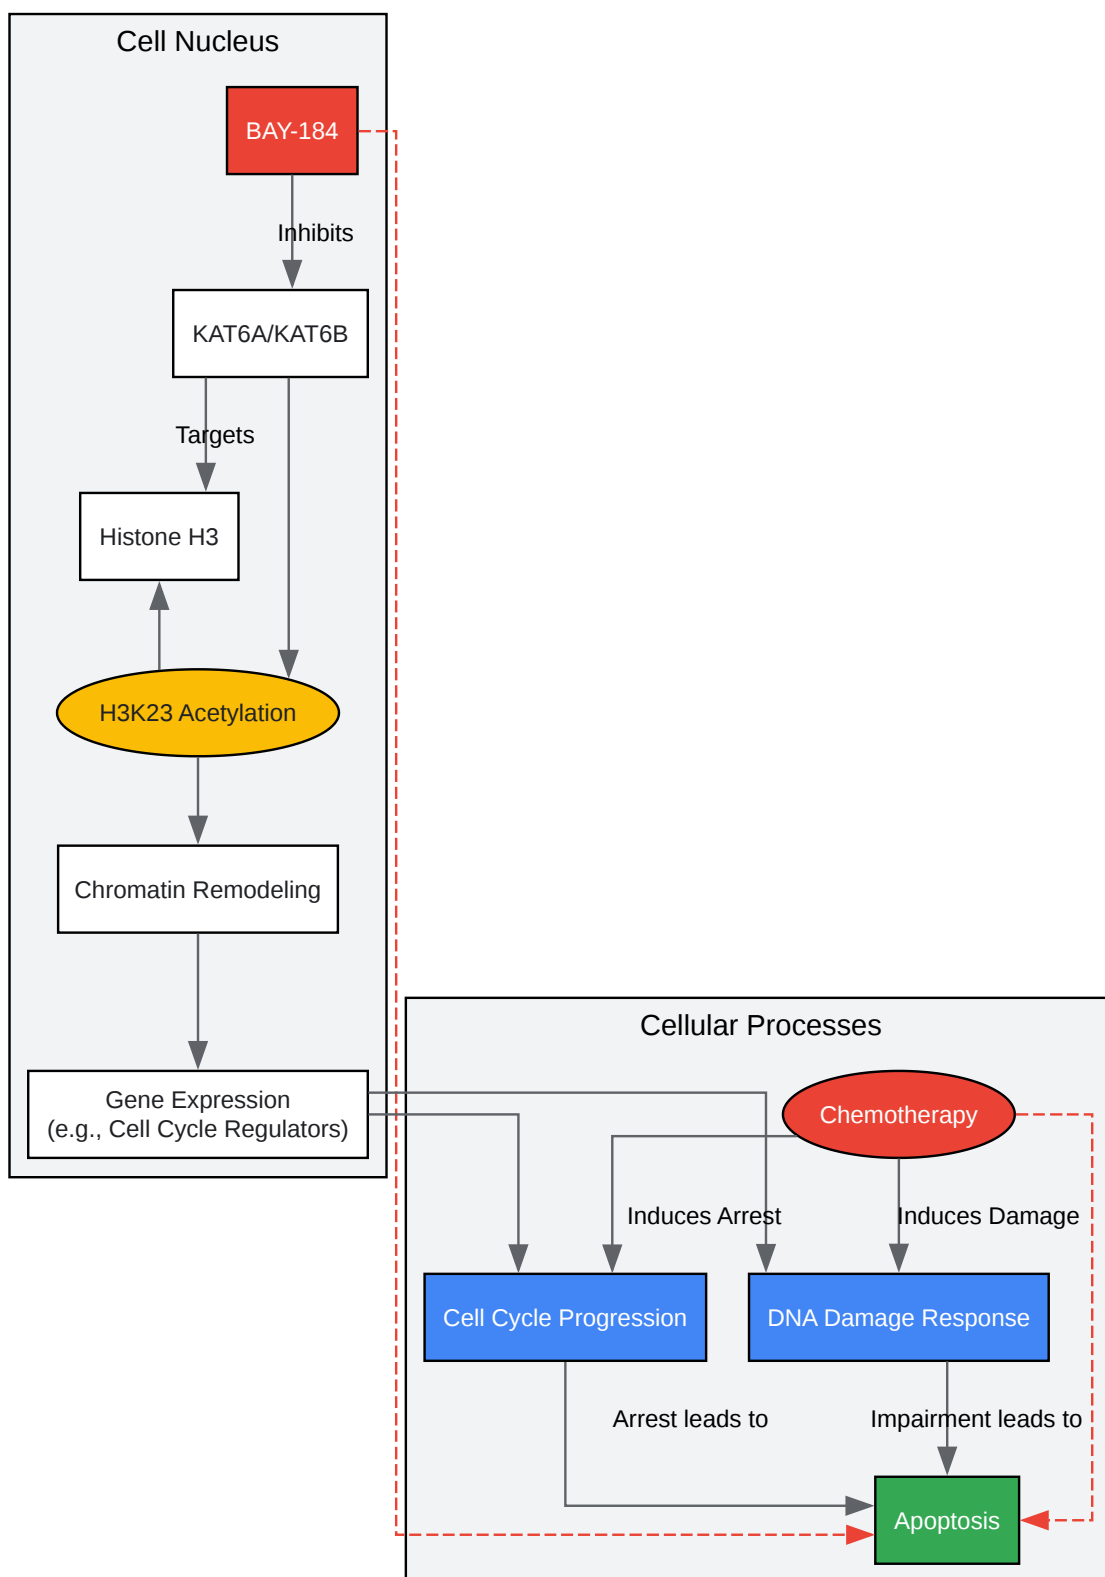 Cell Nucleus
BAY-184
Inhibits
KAT6A/KAT6B
Targets
Histone H3
H3K23 Acetylation
Chromatin Remodeling
Gene Expression
(e.g., Cell Cycle Regulators)
Cellular Processes
Chemotherapy
Induces Arrest
Induces Damage
Cell Cycle Progression
DNA Damage Response
Arrest leads to
Impairment leads to
Apoptosis